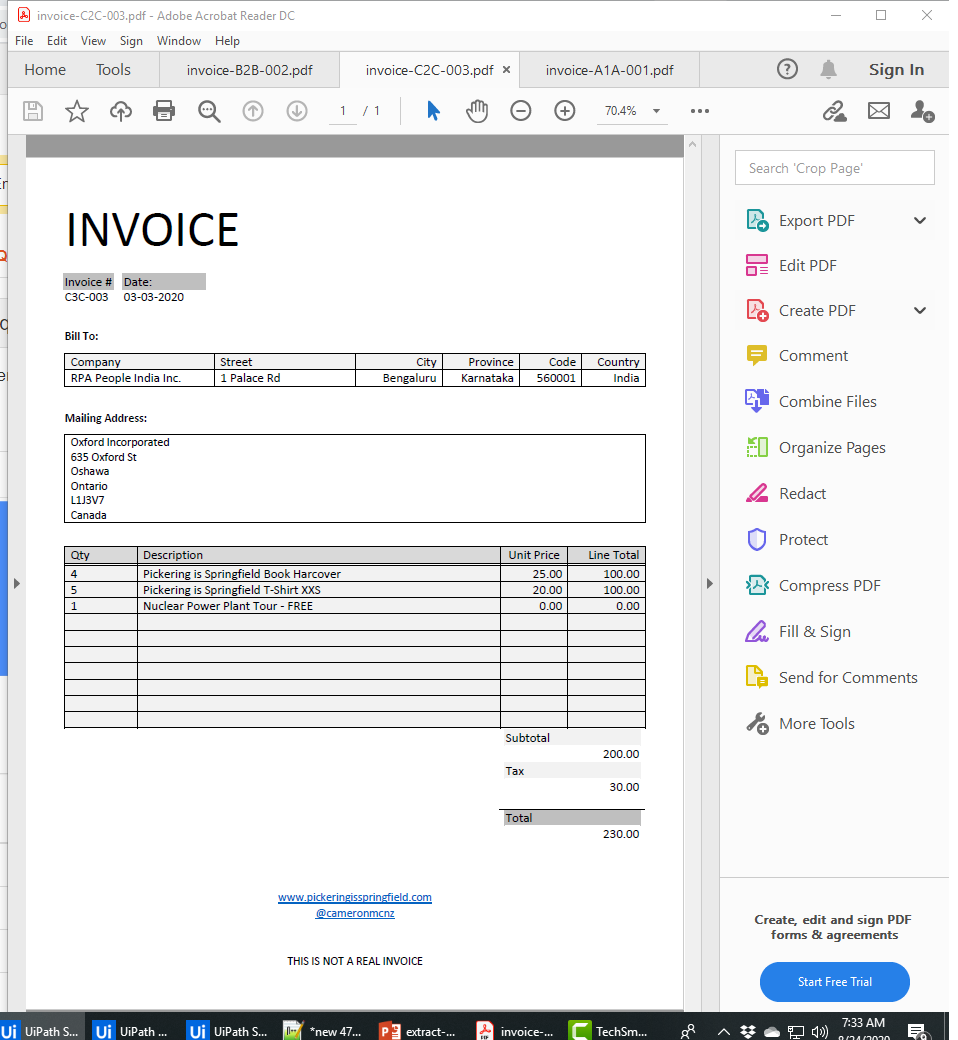 invoice-C2C-003.pdf - Adobe Acrobat Reader DC
File Edit View Sign Window Help
Home Tools invoice-B2B-002.pdf invoice-C2C-003.pdf × invoice-A1A-001.pdf Sign In
1 / 1 70.4%
Search 'Crop Page'
Export PDF
Edit PDF
Create PDF
Comment
Combine Files
Organize Pages
Redact
Protect
Compress PDF
Fill & Sign
Send for Comments
More Tools
Create, edit and sign PDF
forms & agreements
Start Free Trial
INVOICE
Invoice # Date:
C3C-003 03-03-2020
Bill To:
Company Street City Province Code Country
RPA People India Inc. 1 Palace Rd Bengaluru Karnataka 560001 India
Mailing Address:
Oxford Incorporated
635 Oxford St
Oshawa
Ontario
L1J3V7
Canada
Qty Description Unit Price Line Total
4 Pickering is Springfield Book Harcover 25.00 100.00
5 Pickering is Springfield T-Shirt XXS 20.00 100.00
1 Nuclear Power Plant Tour - FREE 0.00 0.00
Subtotal
200.00
Tax
30.00
Total
230.00
www.pickeringisspringfield.com
@cameronmcnz
THIS IS NOT A REAL INVOICE
Ui UiPath S... Ui UiPath ... Ui UiPath S... *new 47... extract-... invoice-... TechSm... 7:33 AM